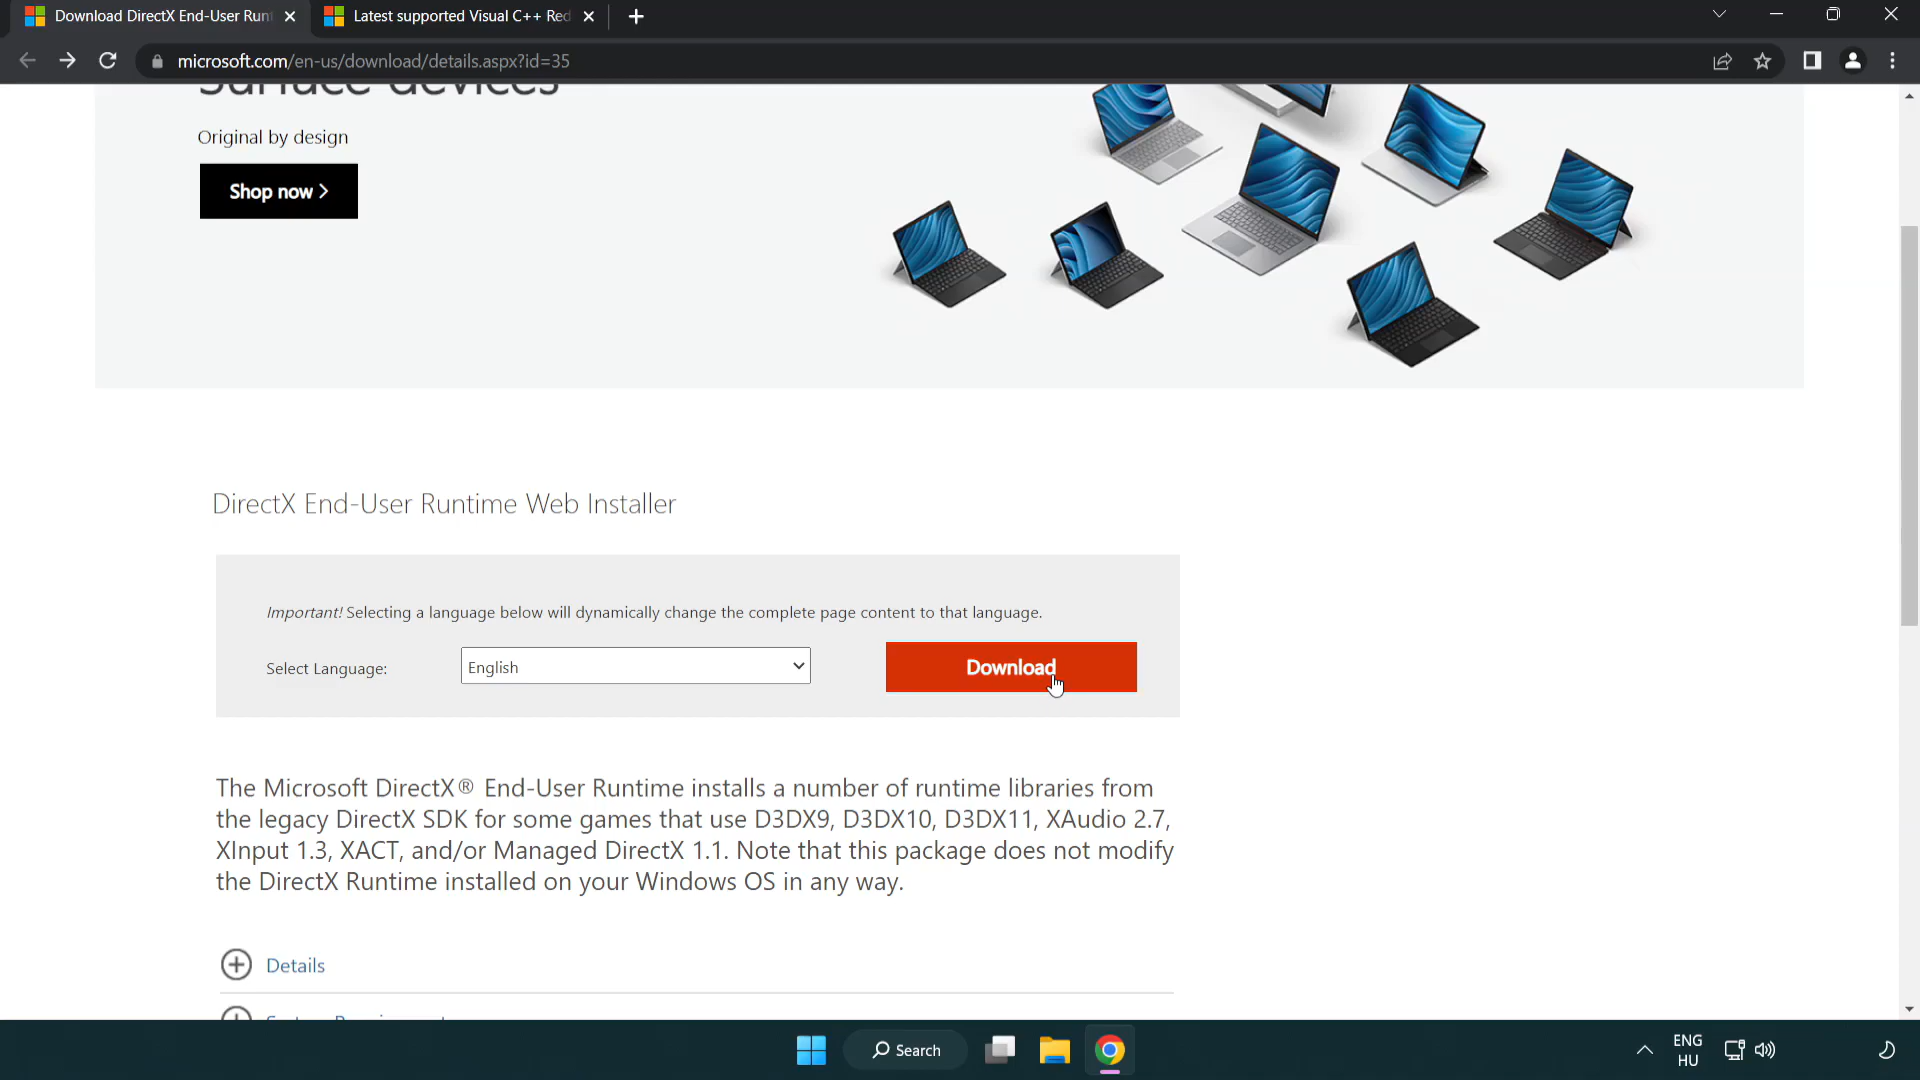 Download DirectX End-User Run
Latest supported Visual C++ Red
microsoft.com/en-us/download/details.aspx?id=35
Surface devices
Original by design
Shop now >
DirectX End-User Runtime Web Installer
Important! Selecting a language below will dynamically change the complete page content to that language.
Select Language:
English
Download
The Microsoft DirectX® End-User Runtime installs a number of runtime libraries from
the legacy DirectX SDK for some games that use D3DX9, D3DX10, D3DX11, XAudio 2.7,
XInput 1.3, XACT, and/or Managed DirectX 1.1. Note that this package does not modify
the DirectX Runtime installed on your Windows OS in any way.
Details
Search
ENG
HU